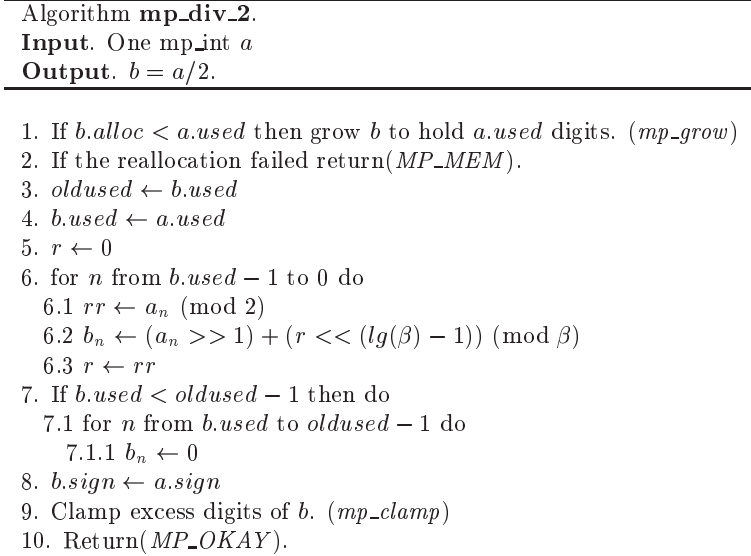 Algorithm mp_div_2.
Input. One mp_int a
Output. b = a/2.
1. If b.alloc < a.used then grow b to hold a.used digits. (mp_grow)
2. If the reallocation failed return(MP_MEM).
3. oldused ← b.used
4. b.used ← a.used
5. r ← 0
6. for n from b.used − 1 to 0 do
6.1 rr ← aₙ (mod 2)
6.2 bₙ ← (aₙ >> 1) + (r << (lg(β) − 1)) (mod β)
6.3 r ← rr
7. If b.used < oldused − 1 then do
7.1 for n from b.used to oldused − 1 do
7.1.1 bₙ ← 0
8. b.sign ← a.sign
9. Clamp excess digits of b. (mp_clamp)
10. Return(MP_OKAY).